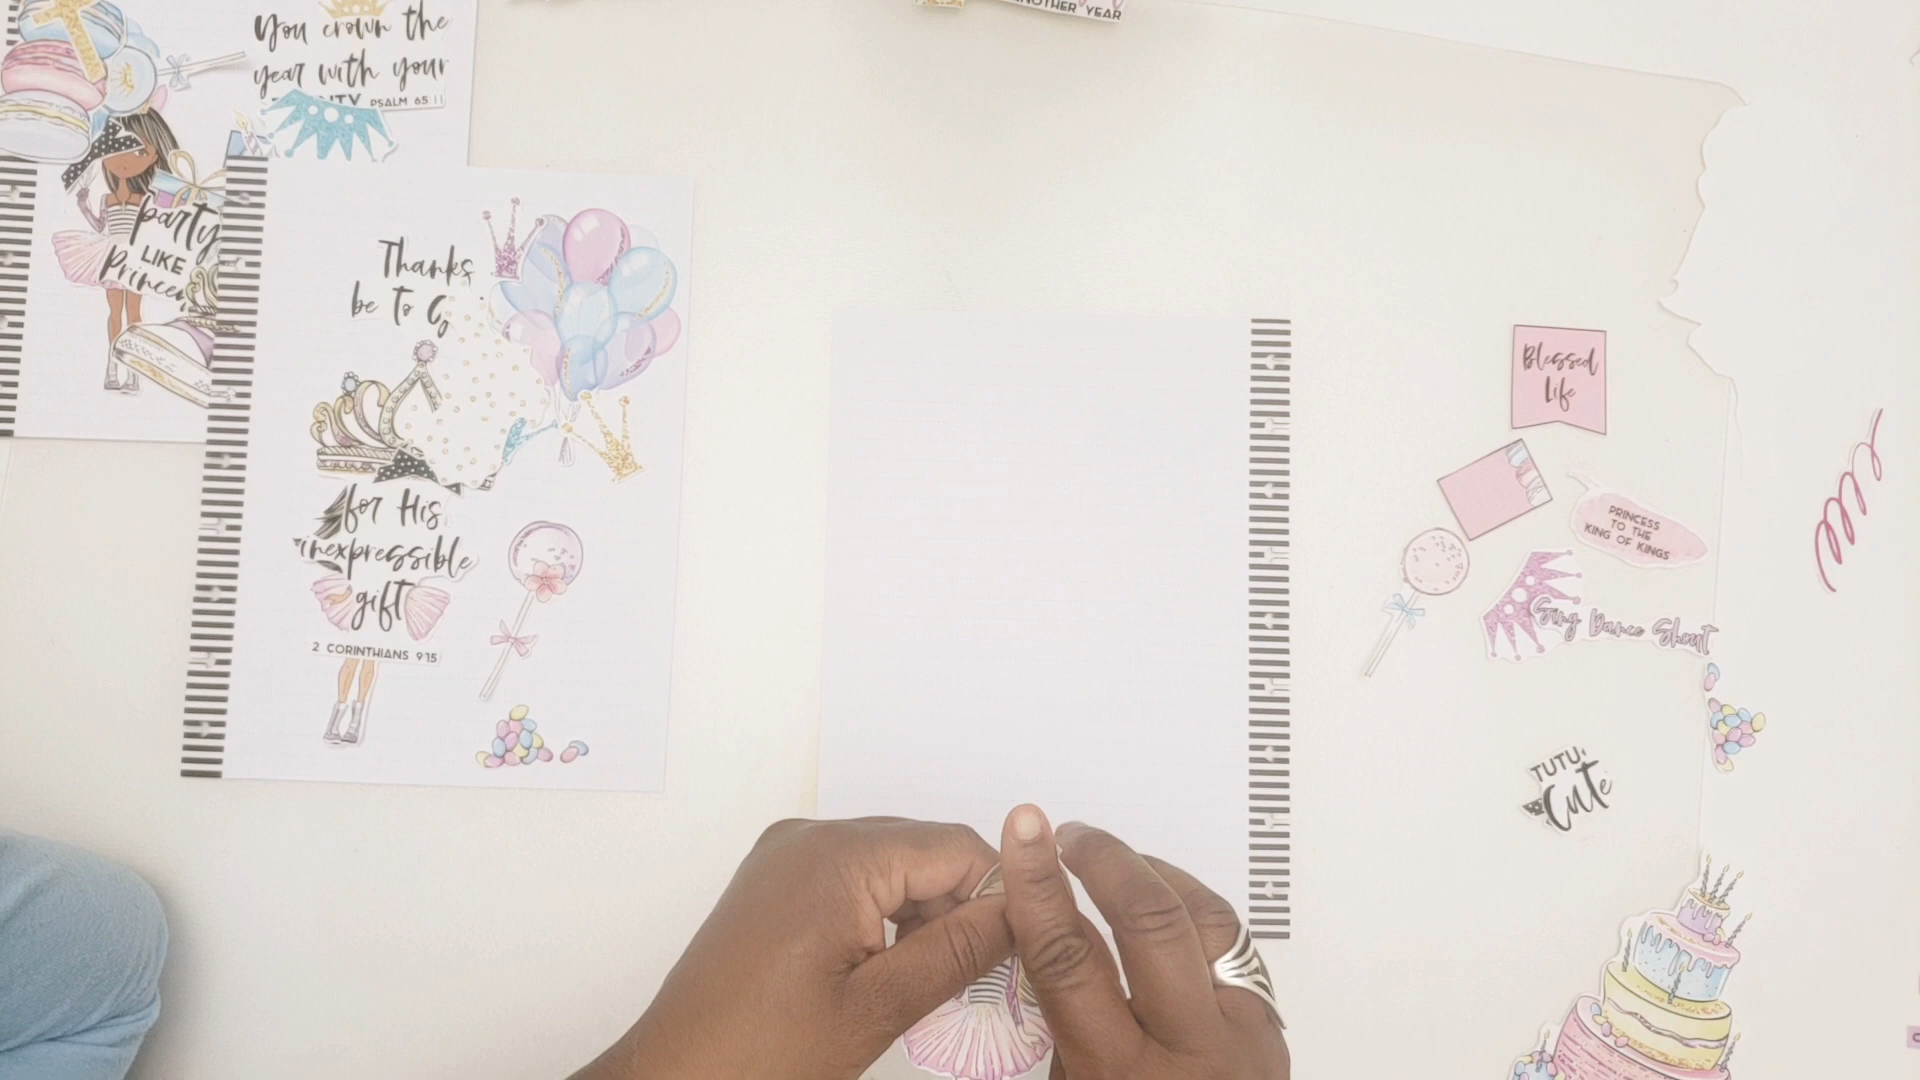 You crown the
year with your
PSALM 65:11
ANOTHER YEAR
party
LIKE
Thanks
be to
for His
inexpressible
gift
2 CORINTHIANS 9:15
Blessed
Life
PRINCESS
TO THE
KING OF KINGS
Sing Dance Shout
TUTU
Cute